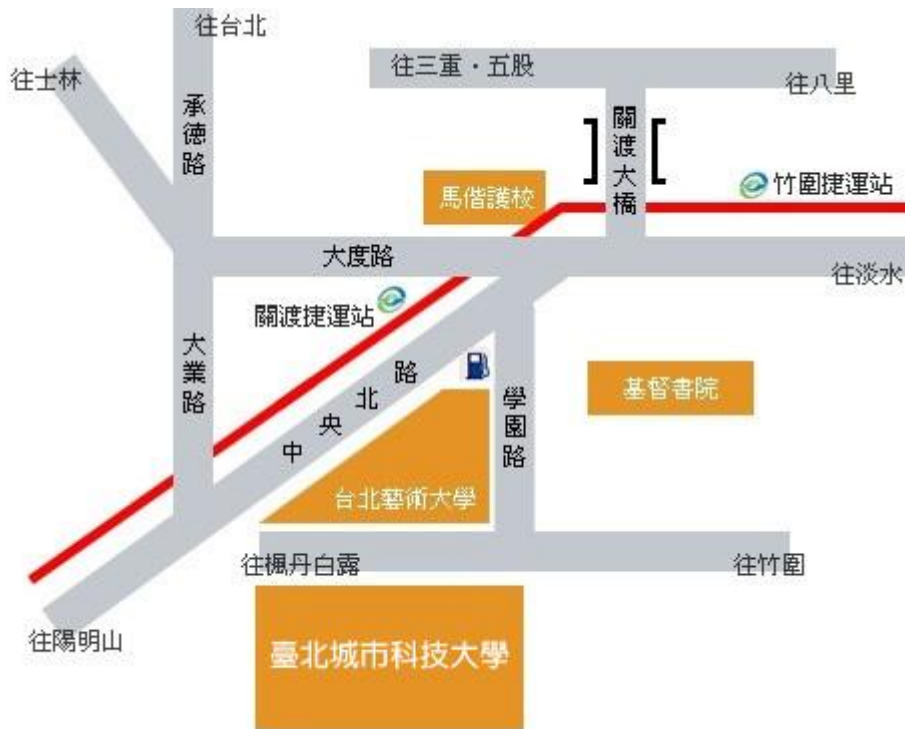 往台北
往三重・五股
往士林
往八里
承德路
關渡大橋
竹圍捷運站
馬偕護校
大度路
往淡水
關渡捷運站
大業路
中央北路
學園路
基督書院
台北藝術大學
往楓丹白露
往竹圍
往陽明山
臺北城市科技大學